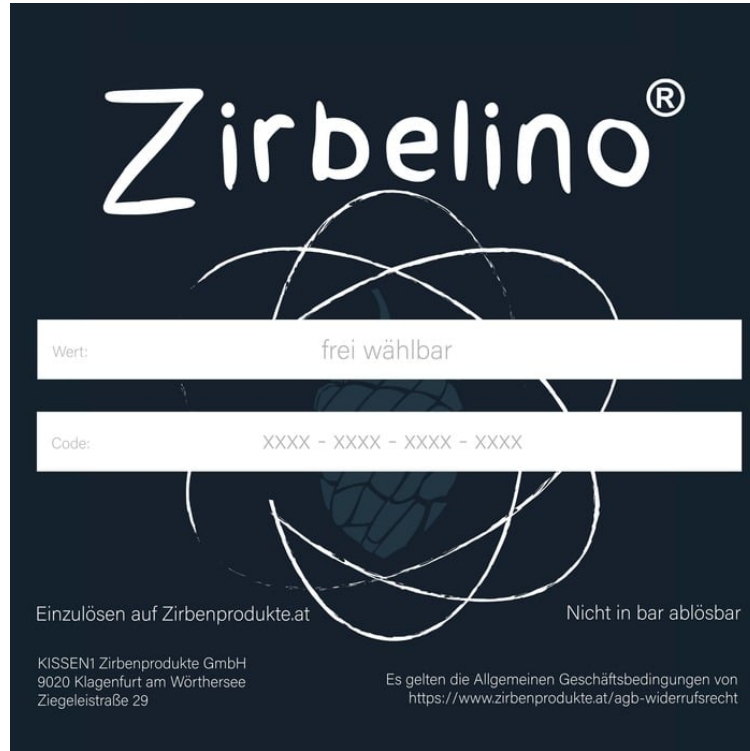 Zirbelino®
Wert: frei wählbar
Code: xxxx - xxxx - xxxx - xxxx
Einzulösen auf Zirbenprodukte.at
Nicht in bar ablösbar
KISSEN1 Zirbenprodukte GmbH
9020 Klagenfurt am Wörthersee
Ziegeleistraße 29
Es gelten die Allgemeinen Geschäftsbedingungen von
https://www.zirbenprodukte.at/agb-widerrufsrecht